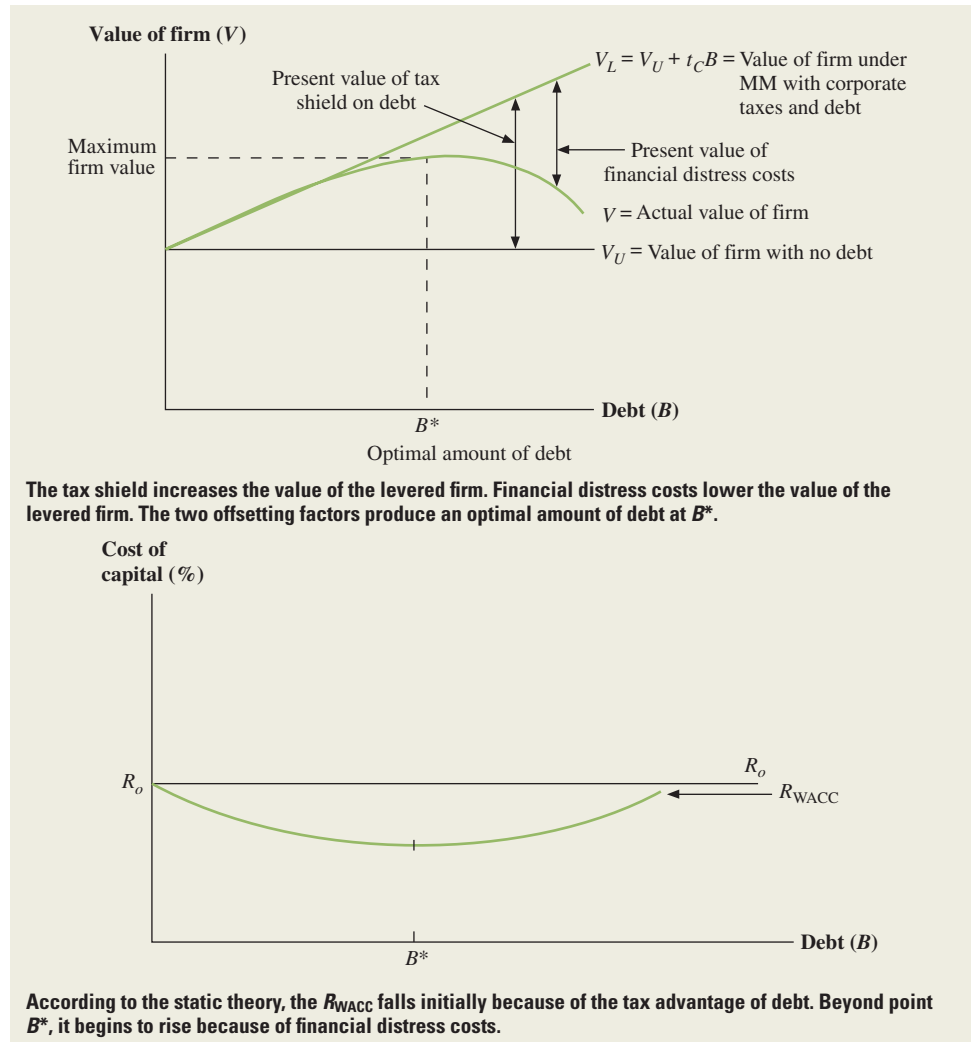 Value of firm (V)
V_L = V_U + t_C B = Value of firm under
MM with corporate
taxes and debt
Present value of tax
shield on debt
Maximum
firm value
Present value of
financial distress costs
V = Actual value of firm
V_U = Value of firm with no debt
Debt (B)
B*
Optimal amount of debt
The tax shield increases the value of the levered firm. Financial distress costs lower the value of the
levered firm. The two offsetting factors produce an optimal amount of debt at B*.
Cost of
capital (%)
R_o
R_o
R_WACC
Debt (B)
B*
According to the static theory, the R_WACC falls initially because of the tax advantage of debt. Beyond point
B*, it begins to rise because of financial distress costs.